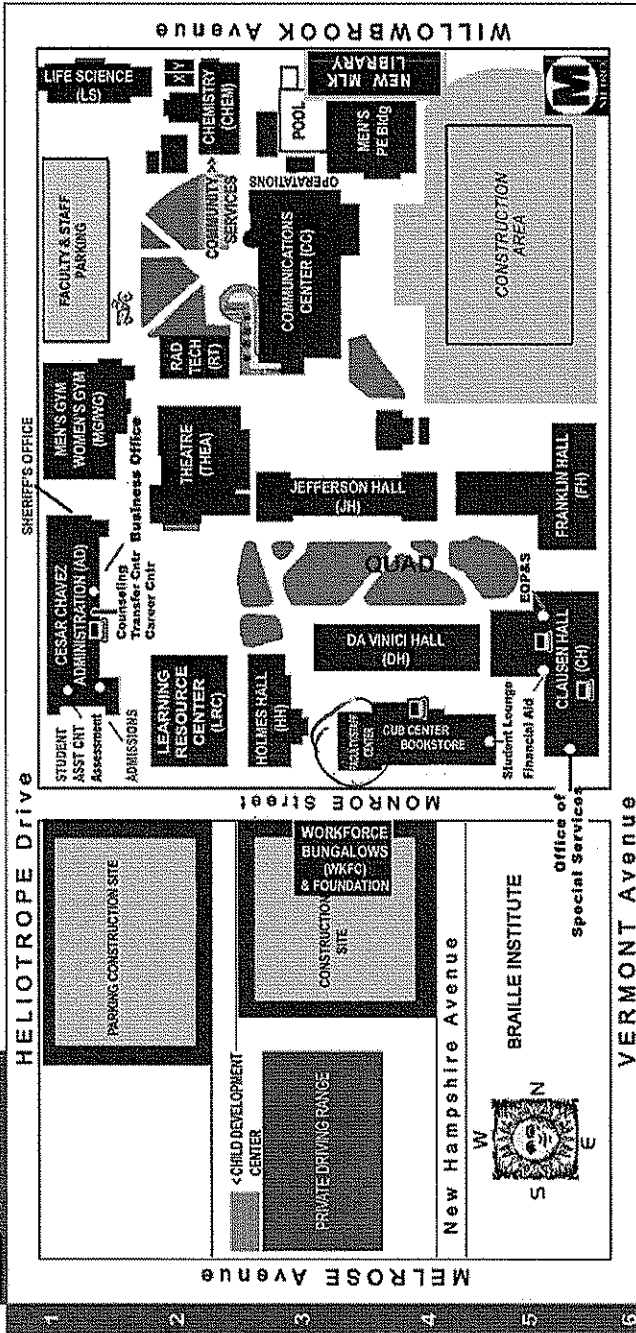 HELIOTROPE Drive
WILLOWBROOK Avenue
MELROSE Avenue
VERMONT Avenue
MONROE Street
New Hampshire Avenue
1
2
3
4
5
6
PARKING CONSTRUCTION SITE
<CHILD DEVELOPMENT
CENTER
PRIVATE DRIVING RANGE
CONSTRUCTION
SITE
WORKFORCE
BUNGALOWS
(WKFC)
& FOUNDATION
BRAILLE INSTITUTE
W
N
S
E
STUDENT
ASST CNT
Assessment
ADMISSIONS
CESAR CHAVEZ
ADMINISTRATION (AD)
Counseling
Transfer Cntr
Career Cntr
Business Office
SHERIFF'S OFFICE
MEN'S GYM
WOMEN'S GYM
(MG/WG)
FACULTY & STAFF
PARKING
LIFE SCIENCE
(LS)
X Y
CHEMISTRY
(CHEM)
COMMUNITY >>
SERVICES
LEARNING
RESOURCE
CENTER
(LRC)
THEATRE
(THEA)
RAD
TECH
(RT)
HOLMES HALL
(HH)
COMMUNICATIONS
CENTER (CC)
OPERATATIONS
POOL
NEW MLK
LIBRARY
MEN'S
PE Bldg
CENTER
CUB CENTER
BOOKSTORE
DA VINICI HALL
(DH)
QUAD
JEFFERSON HALL
(JH)
CONSTRUCTION
AREA
M
METRO
Student Lounge
Financial Aid
EOP&S
CLAUSEN HALL
(CH)
FRANKLIN HALL
(FH)
Office of
Special Services